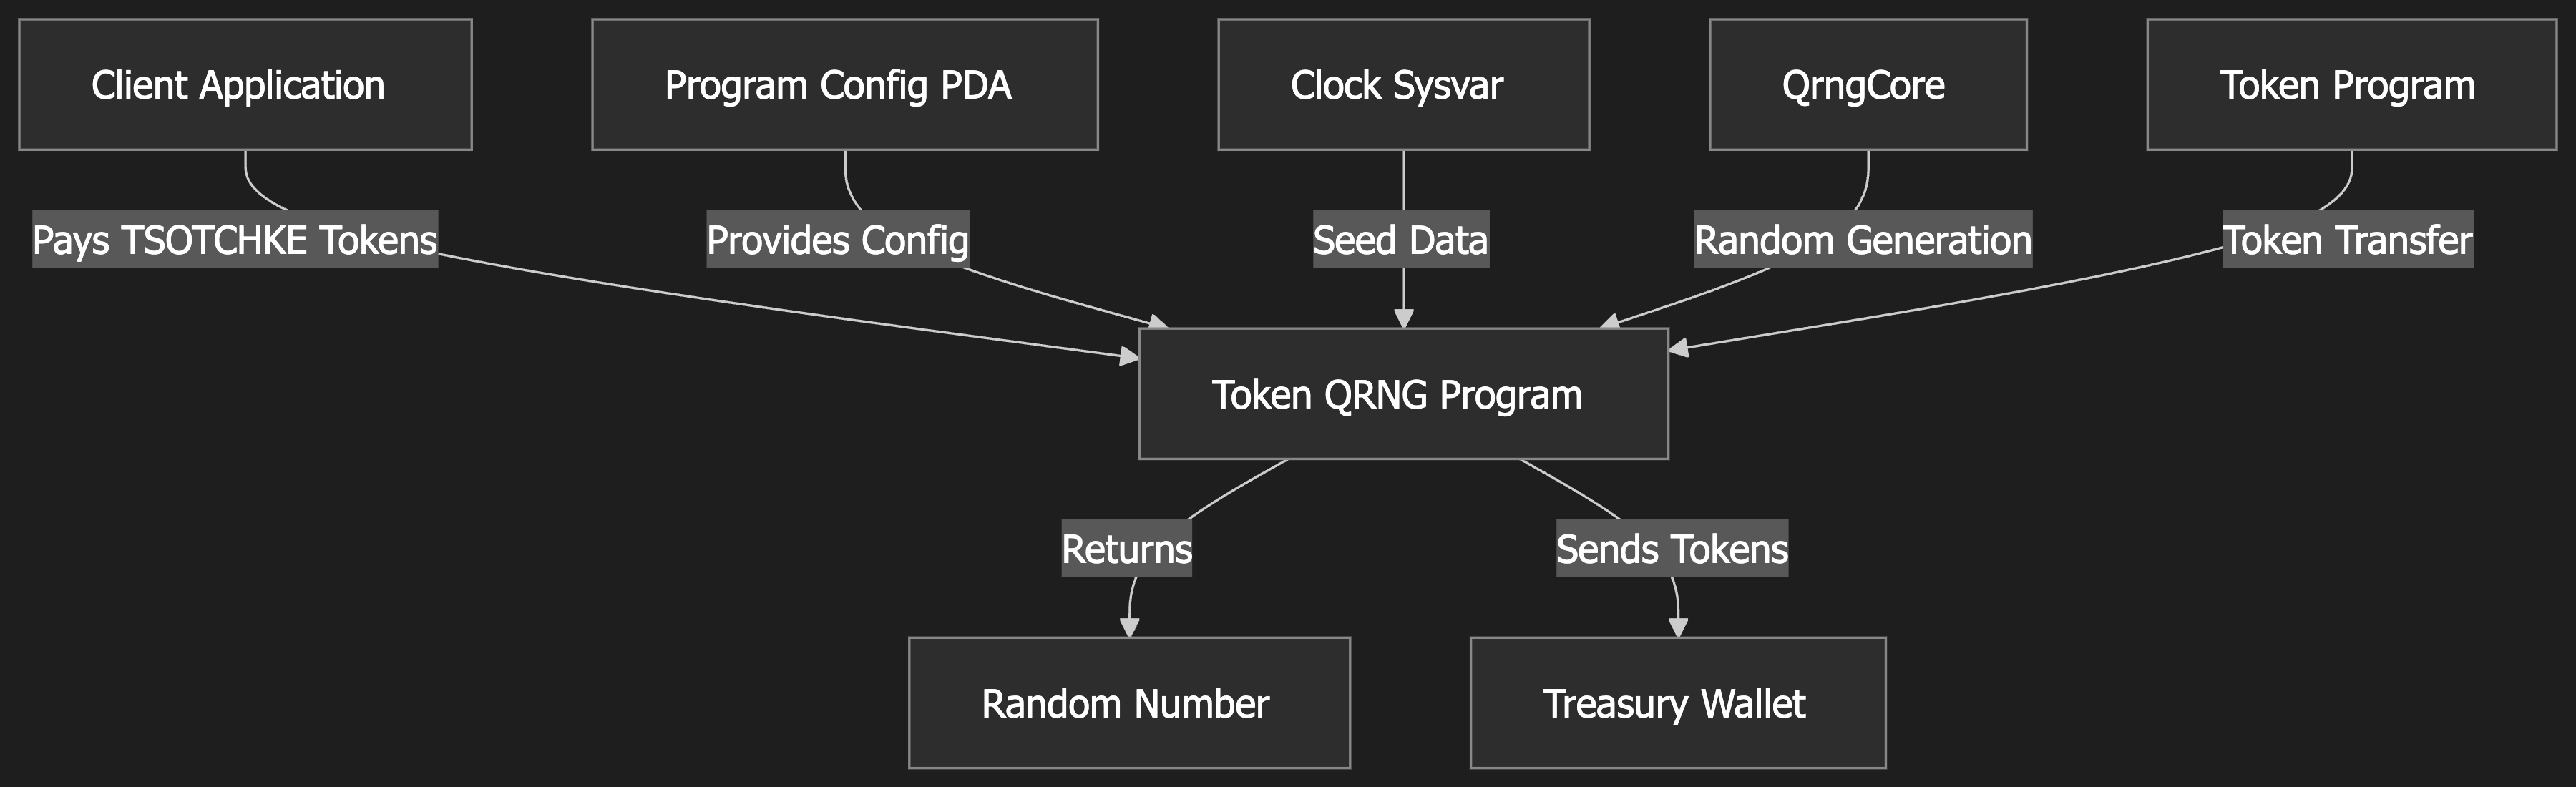 Client Application
Program Config PDA
Clock Sysvar
QrngCore
Token Program
Pays TSOTCHKE Tokens
Provides Config
Seed Data
Random Generation
Token Transfer
Token QRNG Program
Returns
Sends Tokens
Random Number
Treasury Wallet